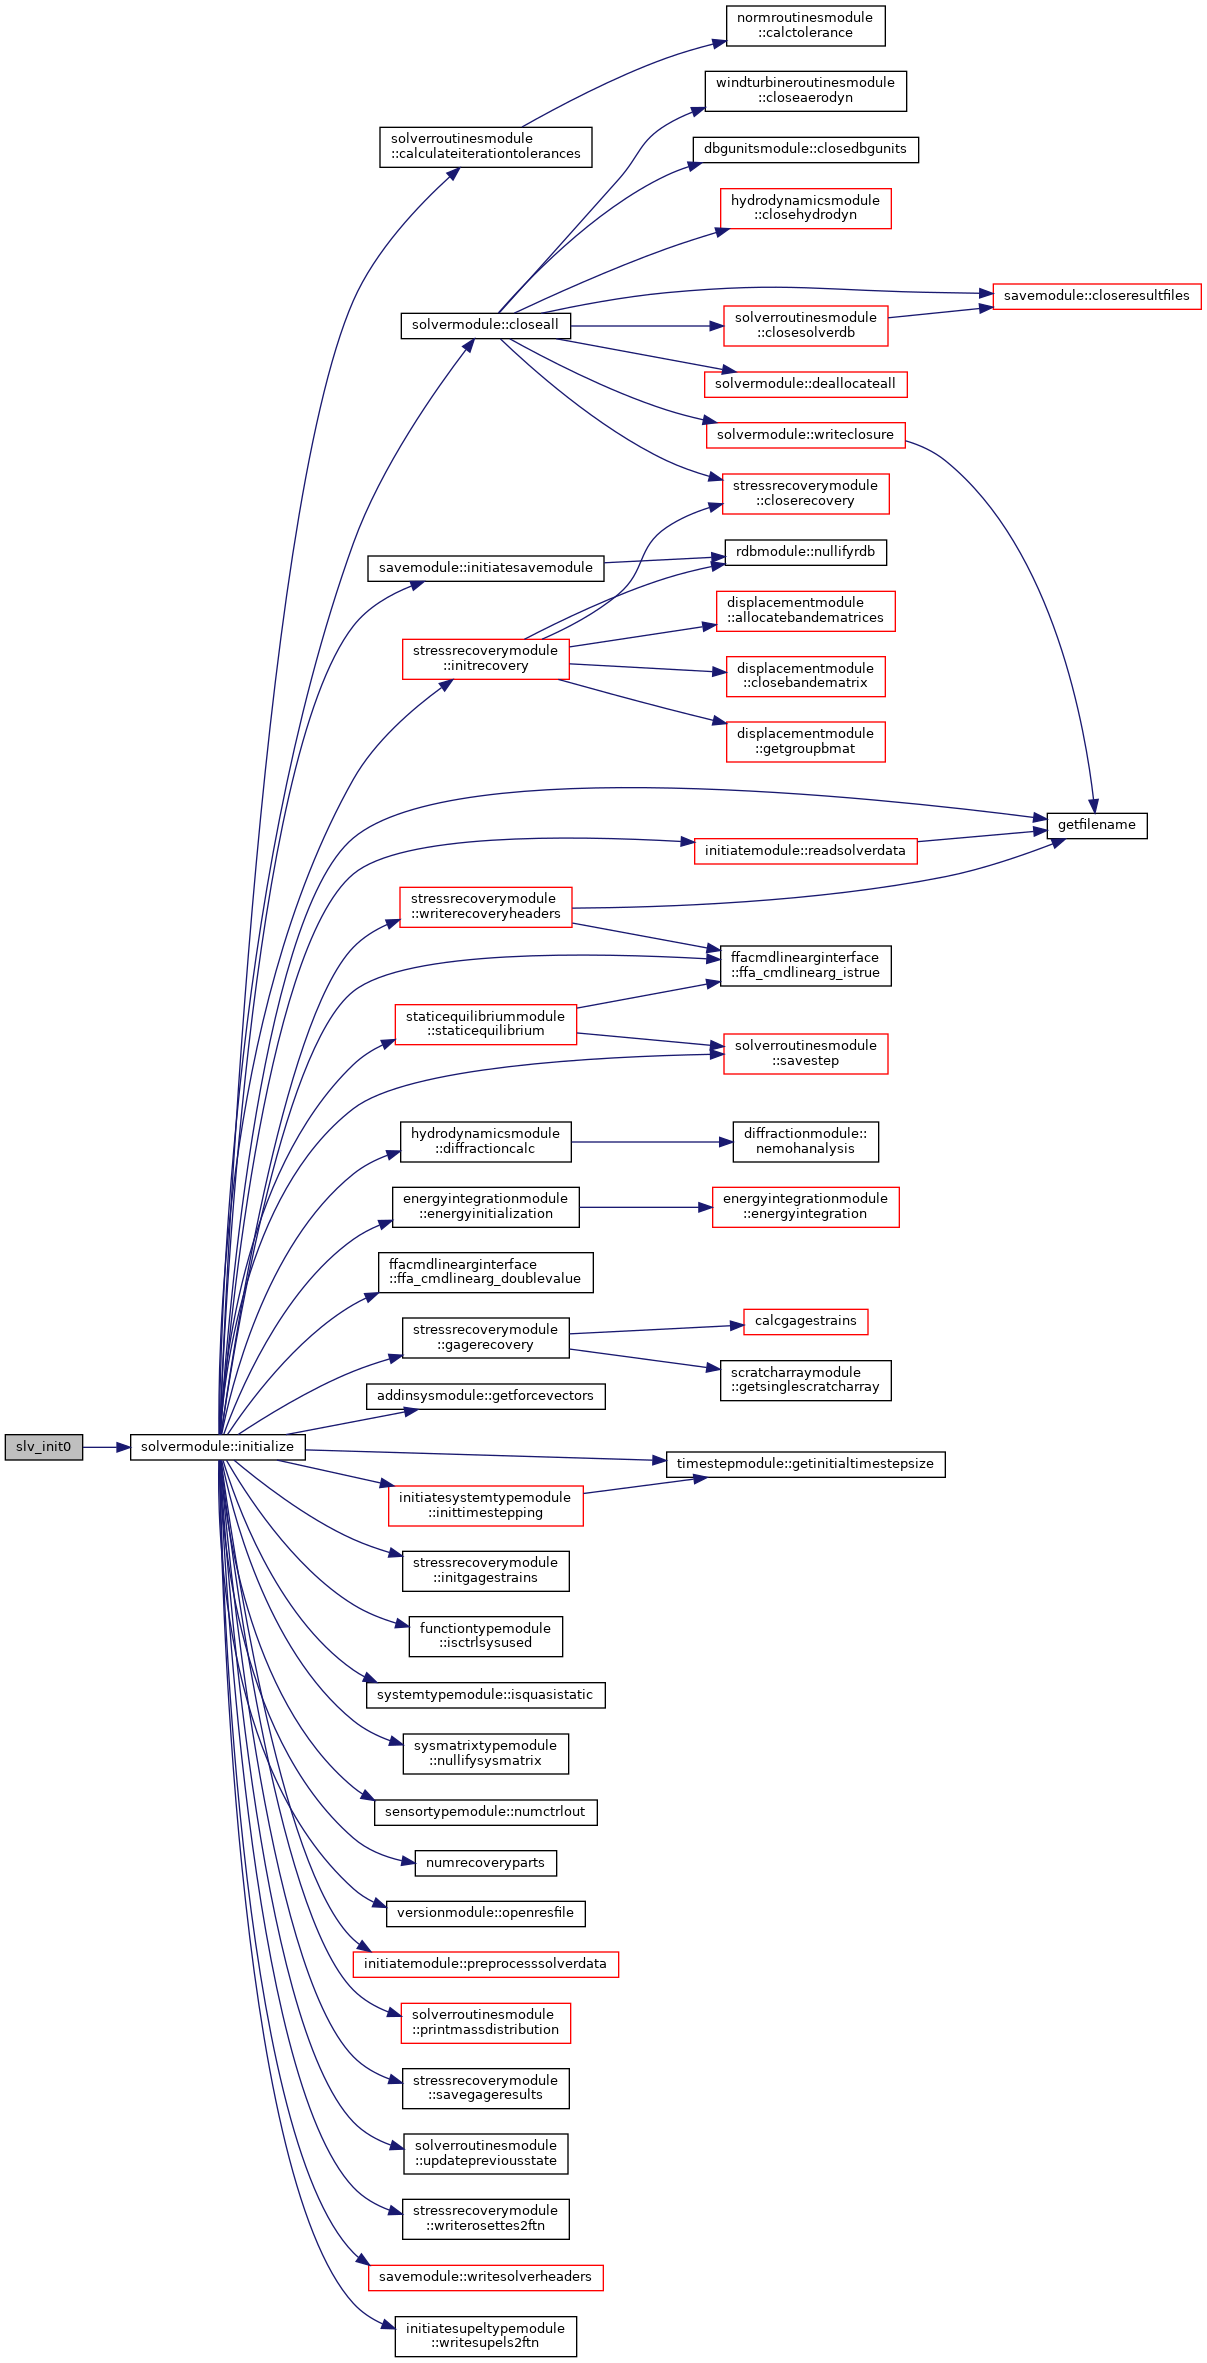 normroutinesmodule
::calctolerance
windturbineroutinesmodule
::closeaerodyn
solverroutinesmodule
::calculateiterationtolerances
dbgunitsmodule::closedbgunits
hydrodynamicsmodule
::closehydrodyn
savemodule::closeresultfiles
solvermodule::closeall
solverroutinesmodule
::closesolverdb
solvermodule::deallocateall
solvermodule::writeclosure
stressrecoverymodule
::closerecovery
rdbmodule::nullifyrdb
savemodule::initiatesavemodule
displacementmodule
::allocatebandematrices
stressrecoverymodule
::initrecovery
displacementmodule
::closebandematrix
displacementmodule
::getgroupbmat
getfilename
initiatemodule::readsolverdata
stressrecoverymodule
::writerecoveryheaders
ffacmdlinearginterface
::ffa_cmdlinearg_istrue
staticequilibriummodule
::staticequilibrium
solverroutinesmodule
::savestep
hydrodynamicsmodule
::diffractioncalc
diffractionmodule::
nemohanalysis
energyintegrationmodule
::energyinitialization
energyintegrationmodule
::energyintegration
ffacmdlinearginterface
::ffa_cmdlinearg_doublevalue
stressrecoverymodule
::gagerecovery
calcgagestrains
scratcharraymodule
::getsinglescratcharray
addinsysmodule::getforcevectors
slv_init0
solvermodule::initialize
timestepmodule::getinitialtimestepsize
initiatesystemtypemodule
::inittimestepping
stressrecoverymodule
::initgagestrains
functiontypemodule
::isctrlsysused
systemtypemodule::isquasistatic
sysmatrixtypemodule
::nullifysysmatrix
sensortypemodule::numctrlout
numrecoveryparts
versionmodule::openresfile
initiatemodule::preprocesssolverdata
solverroutinesmodule
::printmassdistribution
stressrecoverymodule
::savegageresults
solverroutinesmodule
::updatepreviousstate
stressrecoverymodule
::writerosettes2ftn
savemodule::writesolverheaders
initiatesupeltypemodule
::writesupels2ftn